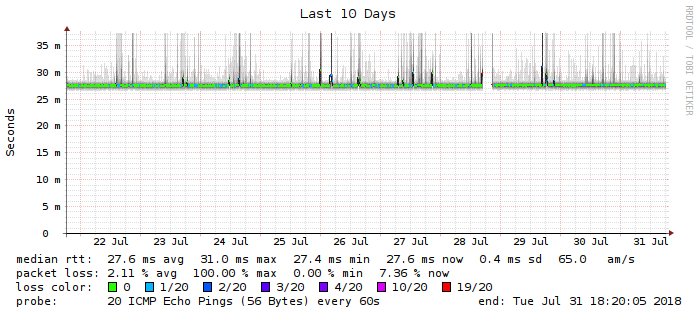 Last 10 Days
RRDTOOL / TOBI OETIKER
Seconds
35 m
30 m
25 m
20 m
15 m
10 m
5 m
0
22 Jul 23 Jul 24 Jul 25 Jul 26 Jul 27 Jul 28 Jul 29 Jul 30 Jul 31 Jul
median rtt: 27.6 ms avg 31.0 ms max 27.4 ms min 27.6 ms now 0.4 ms sd 65.0 am/s
packet loss: 2.11 % avg 100.00 % max 0.00 % min 7.36 % now
loss color: 0 1/20 2/20 3/20 4/20 10/20 19/20
probe: 20 ICMP Echo Pings (56 Bytes) every 60s end: Tue Jul 31 18:20:05 2018